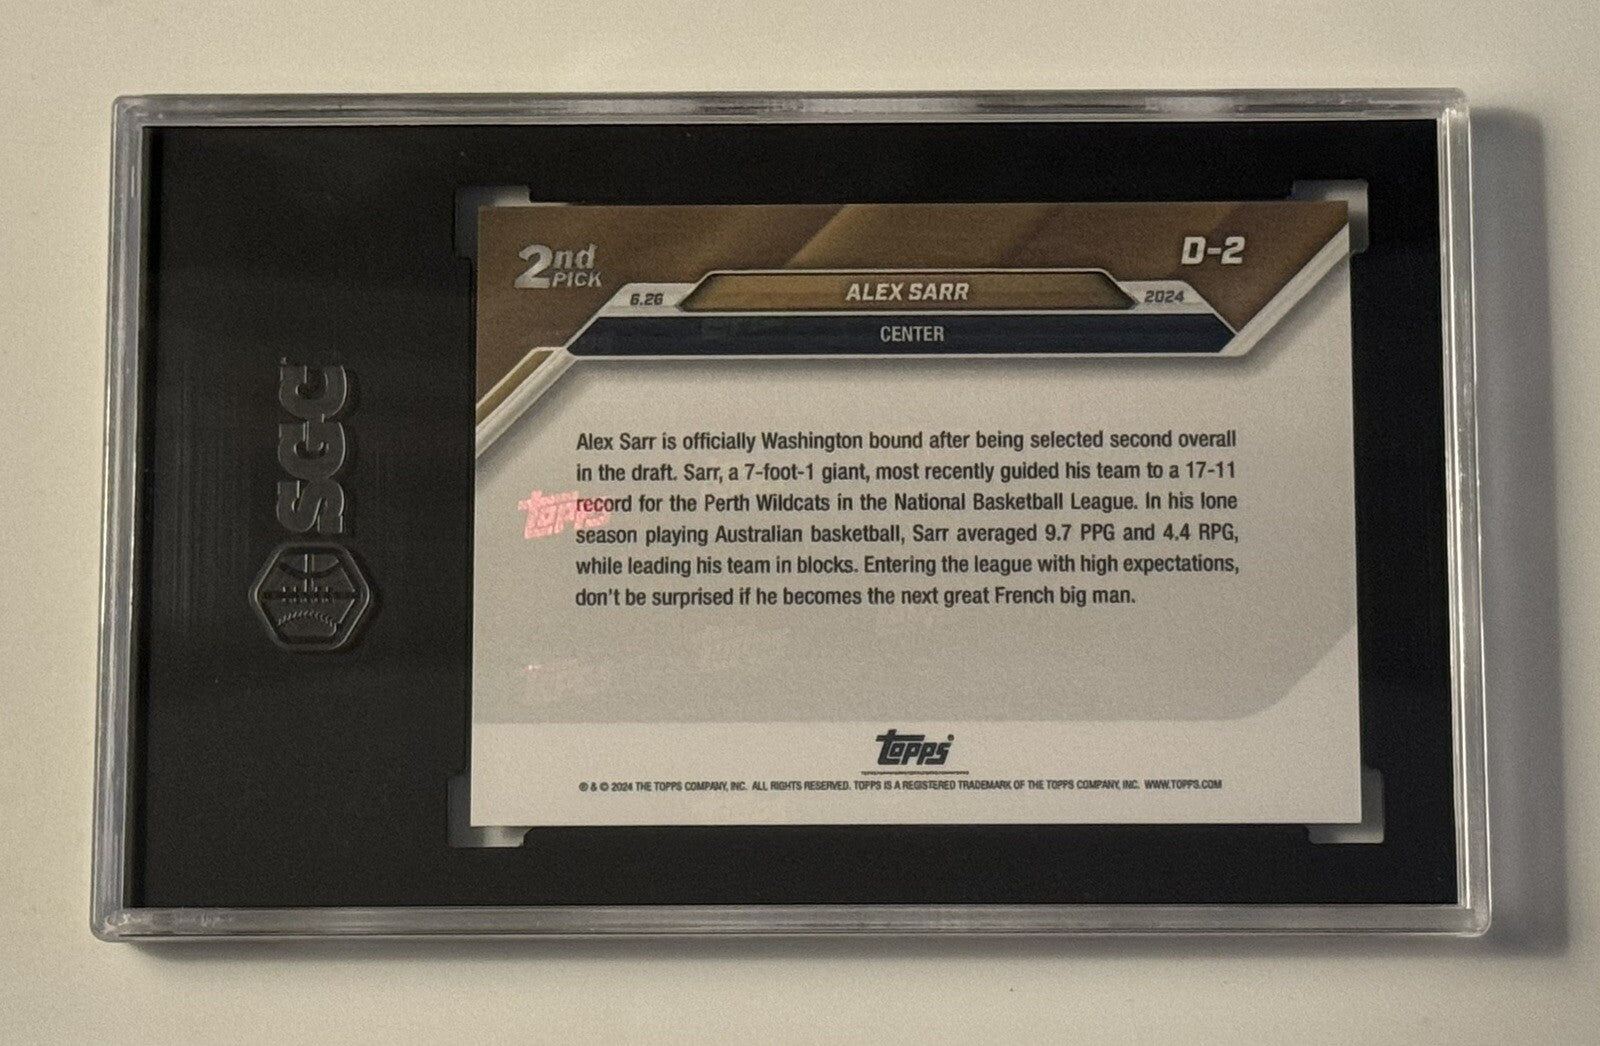 SGC
2nd
PICK
D-2
6.26
ALEX SARR
2024
CENTER
Alex Sarr is officially Washington bound after being selected second overall
in the draft. Sarr, a 7-foot-1 giant, most recently guided his team to a 17-11
record for the Perth Wildcats in the National Basketball League. In his lone
season playing Australian basketball, Sarr averaged 9.7 PPG and 4.4 RPG,
while leading his team in blocks. Entering the league with high expectations,
don't be surprised if he becomes the next great French big man.
Topps
Topps
Topps
® & © 2024 THE TOPPS COMPANY, INC. ALL RIGHTS RESERVED. TOPPS IS A REGISTERED TRADEMARK OF THE TOPPS COMPANY, INC. WWW.TOPPS.COM